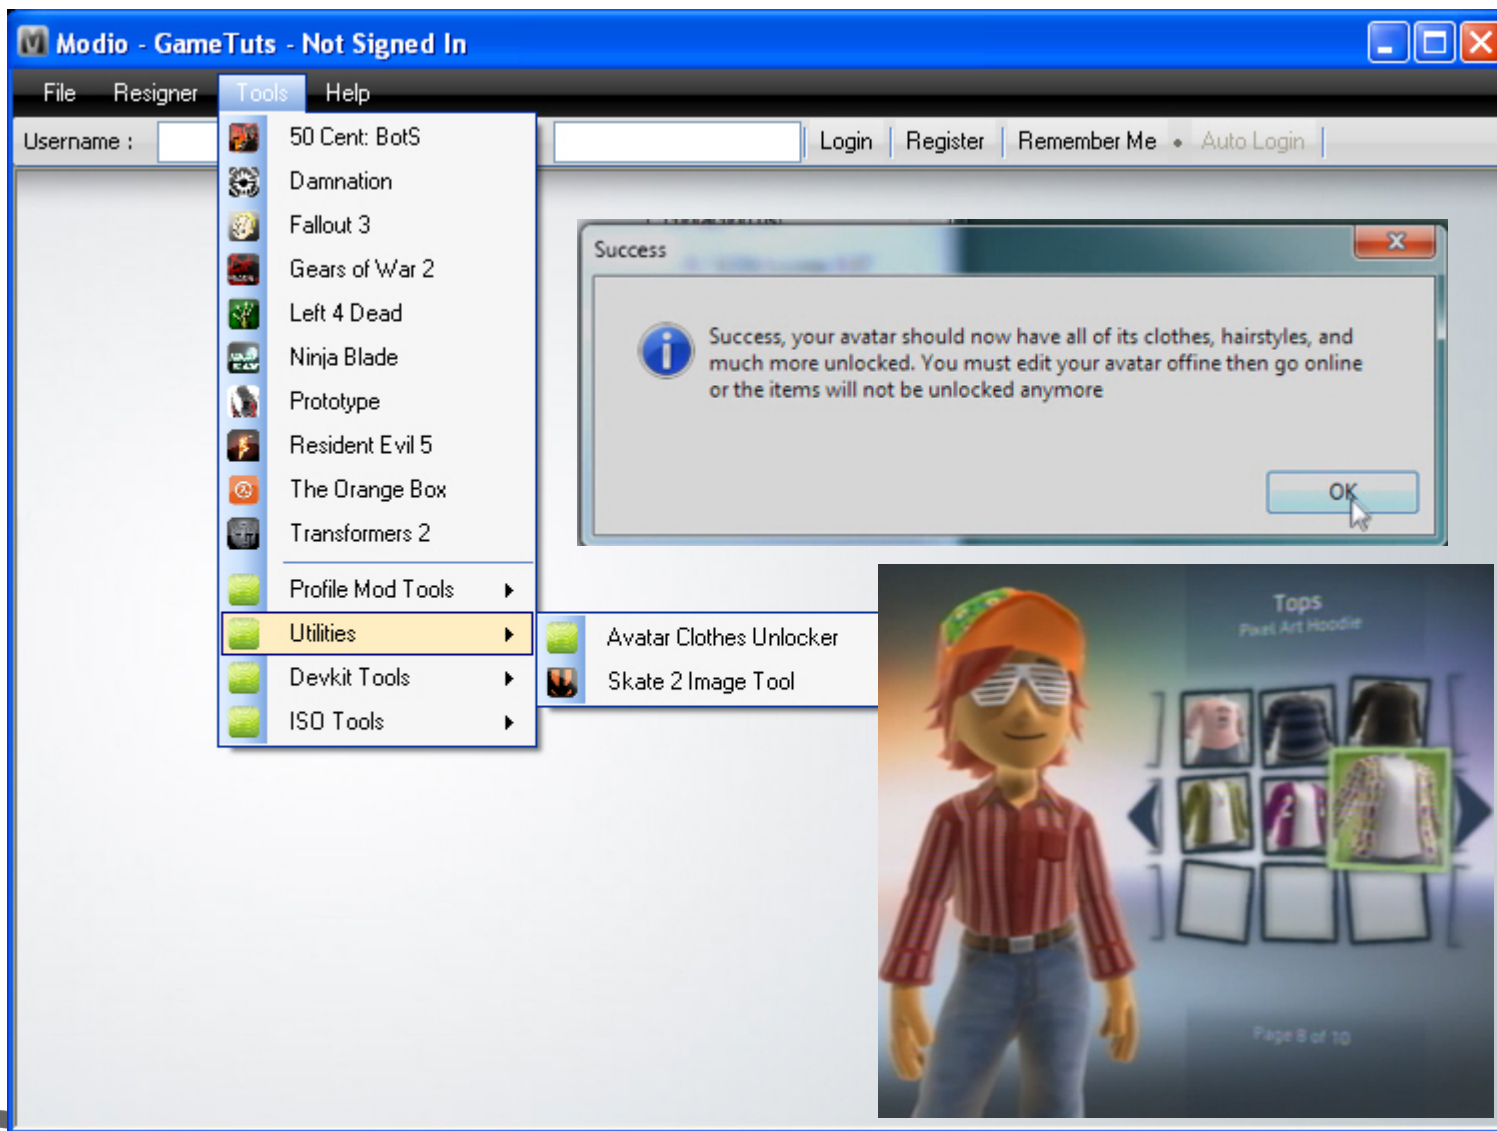 Modio - GameTuts - Not Signed In
File Resigner Tools Help
Username :
Login Register Remember Me • Auto Login
50 Cent: BotS
Damnation
Fallout 3
Gears of War 2
Left 4 Dead
Ninja Blade
Prototype
Resident Evil 5
The Orange Box
Transformers 2
Profile Mod Tools
Utilities
Devkit Tools
ISO Tools
Avatar Clothes Unlocker
Skate 2 Image Tool
Success
Success, your avatar should now have all of its clothes, hairstyles, and
much more unlocked. You must edit your avatar offine then go online
or the items will not be unlocked anymore
OK
Tops
Pixel Art Hoodie
Page 8 of 10